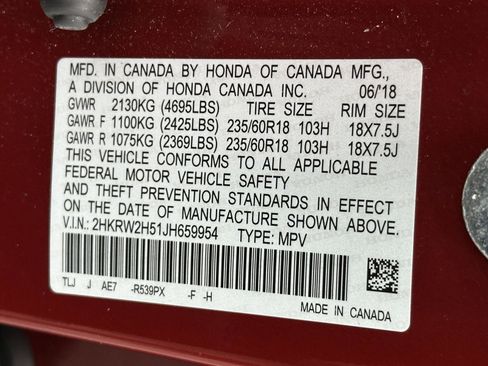 MFD. IN CANADA BY HONDA OF CANADA MFG.,
A DIVISION OF HONDA CANADA INC. 06/'18
GVWR 2130KG (4695LBS) TIRE SIZE RIM SIZE
GAWR F 1100KG (2425LBS) 235/60R18 103H 18X7.5J
GAWR R 1075KG (2369LBS) 235/60R18 103H 18X7.5J
THIS VEHICLE CONFORMS TO ALL APPLICABLE
FEDERAL MOTOR VEHICLE SAFETY
AND THEFT PREVENTION STANDARDS IN EFFECT
ON THE DATE OF MANUFACTURE SHOWN ABOVE.
V.I.N.: 2HKRW2H51JH659954 TYPE: MPV
TLJ J AE7 -R539PX -F -H
MADE IN CANADA